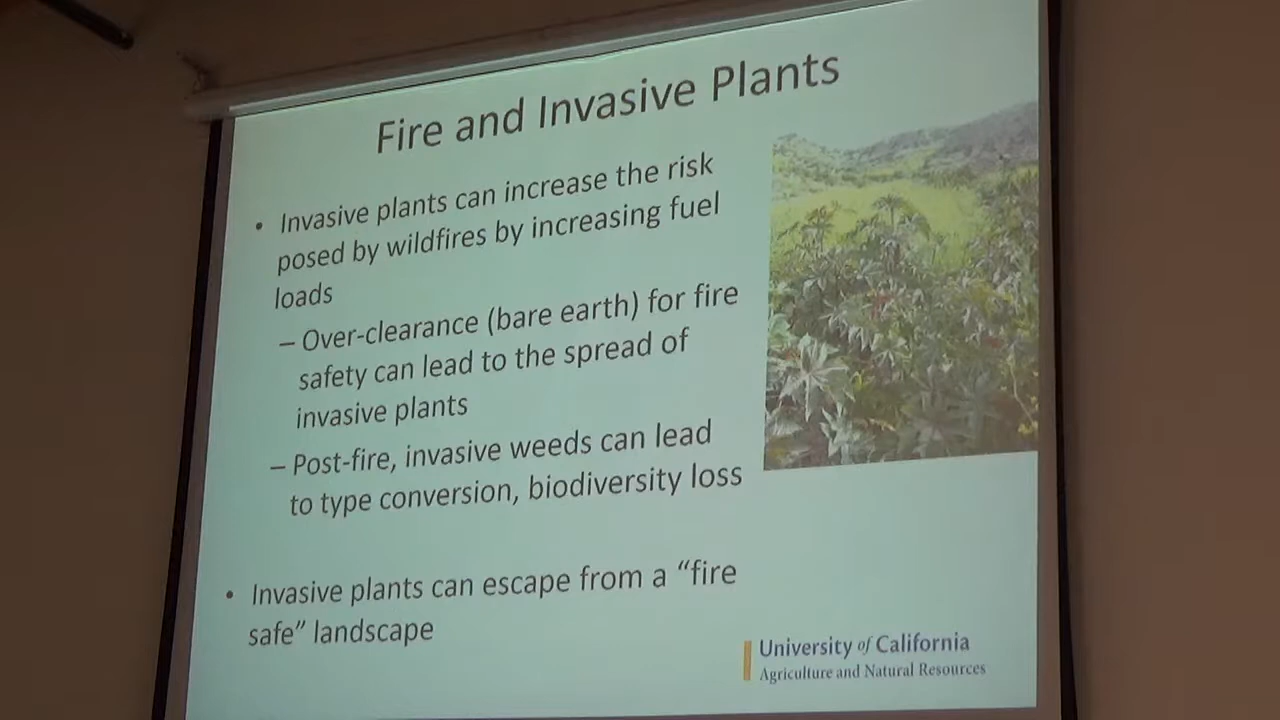 Fire and Invasive Plants
• Invasive plants can increase the risk
posed by wildfires by increasing fuel
loads
– Over-clearance (bare earth) for fire
safety can lead to the spread of
invasive plants
– Post-fire, invasive weeds can lead
to type conversion, biodiversity loss
• Invasive plants can escape from a “fire
safe” landscape
University of California
Agriculture and Natural Resources